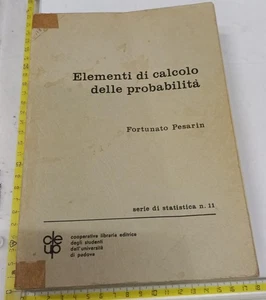 Elementi di calcolo
delle probabilità
Fortunato Pesarin
serie di statistica n. 11
cleup
cooperativa libraria editrice
degli studenti
dell'università
di padova